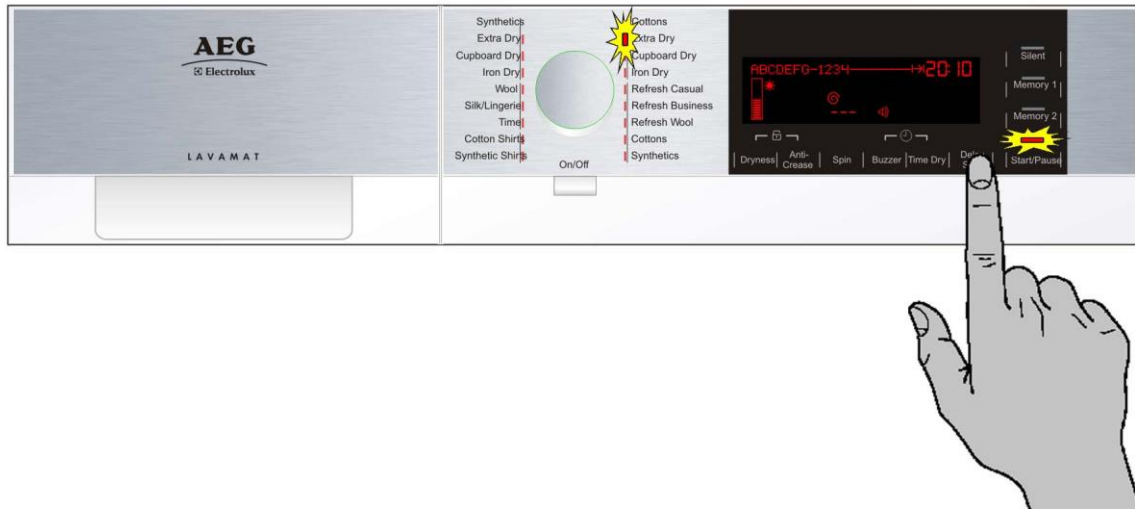 AEG
Electrolux
LAVAMAT
Synthetics
Extra Dry
Cupboard Dry
Iron Dry
Wool
Silk/Lingerie
Time
Cotton Shirts
Synthetic Shirts
On/Off
Cottons
Extra Dry
Cupboard Dry
Iron Dry
Refresh Casual
Refresh Business
Refresh Wool
Cottons
Synthetics
ABCDEFG-1234
20:10
---
Dryness
Anti-
Crease
Spin
Buzzer
Time Dry
Silent
Memory 1
Memory 2
Start/Pause